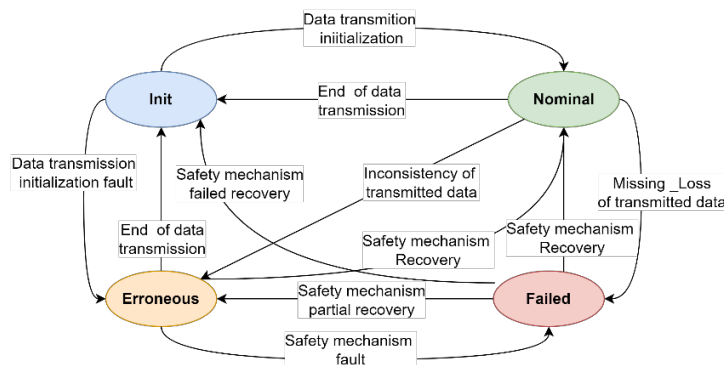 Data transmition
iniitialization
Init
End  of data
transmission
Nominal
Data transmission
initialization fault
Safety mechanism
failed recovery
Inconsistency of
transmitted data
Missing _Loss
of transmitted data
End  of data
transmission
Safety mechanism
Recovery
Safety mechanism
Recovery
Erroneous
Safety mechanism
partial recovery
Failed
Safety mechanism
fault